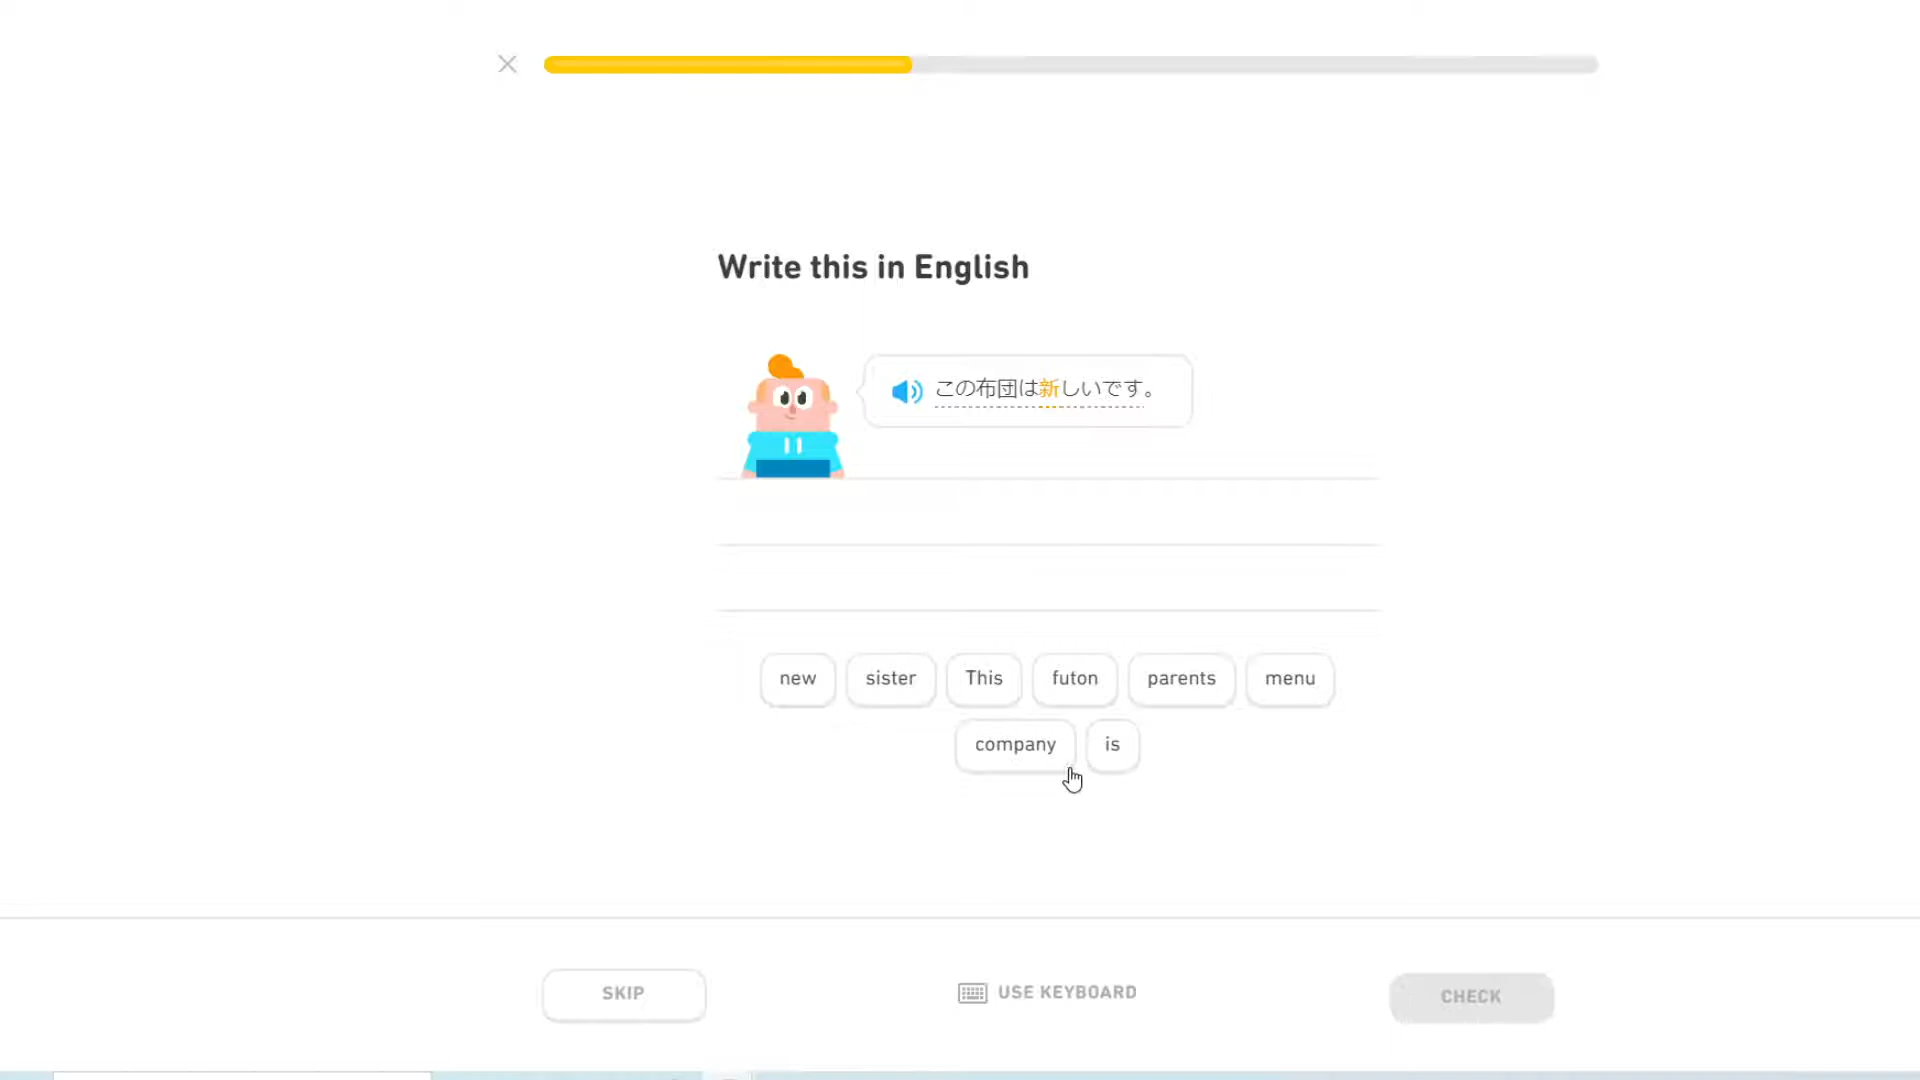 Write this in English
この布団は新しいです。
new sister This futon parents menu
company is
SKIP USE KEYBOARD CHECK